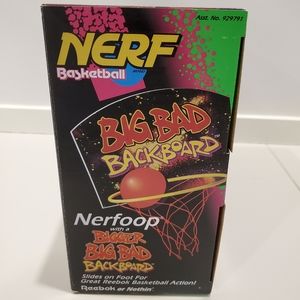 Asst. No. 929791
NERF
Basketball
BIG BAD
BACKBOARD
Nerfoop
with a
BIGGER
BIG BAD
BACKBOARD
Slides on Foot For
Great Reebok Basketball Action!
Reebok or Nothin'